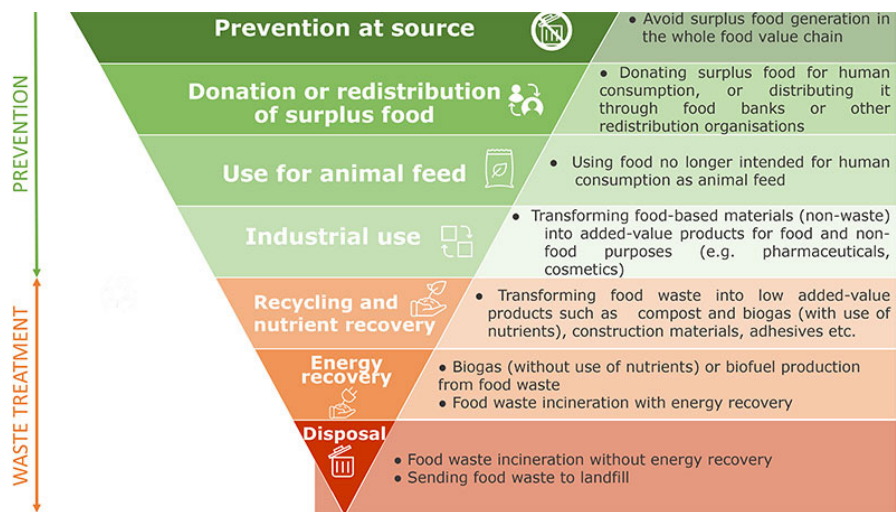 PREVENTION
Prevention at source
● Avoid surplus food generation in
the whole food value chain
Donation or redistribution
of surplus food
● Donating surplus food for human
consumption, or distributing it
through food banks or other
redistribution organisations
Use for animal feed
● Using food no longer intended for human
consumption as animal feed
Industrial use
● Transforming food-based materials (non-waste)
into added-value products for food and non-
food purposes (e.g. pharmaceuticals,
cosmetics)
WASTE TREATMENT
Recycling and
nutrient recovery
● Transforming food waste into low added-value
products such as compost and biogas (with use of
nutrients), construction materials, adhesives etc.
Energy
recovery
● Biogas (without use of nutrients) or biofuel production
from food waste
● Food waste incineration with energy recovery
Disposal
● Food waste incineration without energy recovery
● Sending food waste to landfill